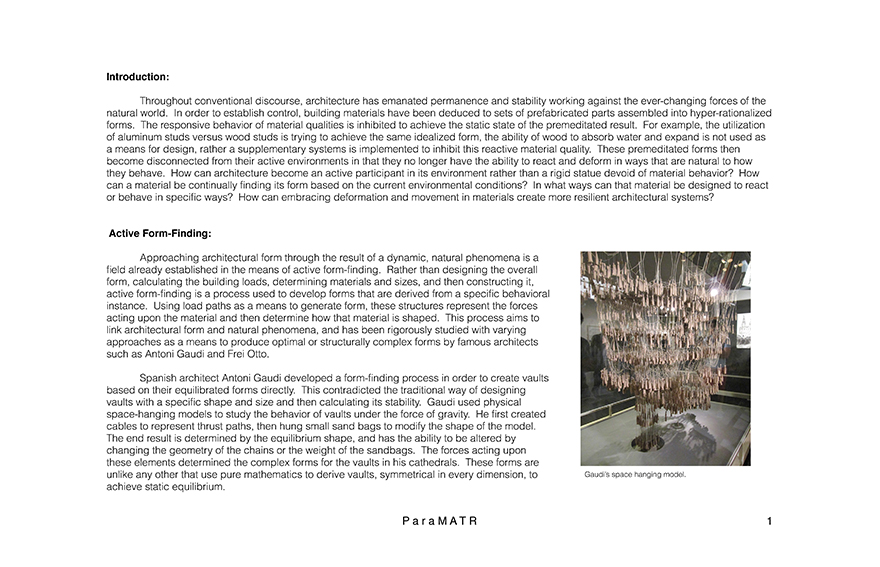 Introduction:
Throughout conventional discourse, architecture has emanated permanence and stability working against the ever-changing forces of the
natural world. In order to establish control, building materials have been deduced to sets of prefabricated parts assembled into hyper-rationalized
forms. The responsive behavior of material qualities is inhibited to achieve the static state of the premeditated result. For example, the utilization
of aluminum studs versus wood studs is trying to achieve the same idealized form, the ability of wood to absorb water and expand is not used as
a means for design, rather a supplementary systems is implemented to inhibit this reactive material quality. These premeditated forms then
become disconnected from their active environments in that they no longer have the ability to react and deform in ways that are natural to how
they behave. How can architecture become an active participant in its environment rather than a rigid statue devoid of material behavior? How
can a material be continually finding its form based on the current environmental conditions? In what ways can that material be designed to react
or behave in specific ways? How can embracing deformation and movement in materials create more resilient architectural systems?
Active Form-Finding:
Approaching architectural form through the result of a dynamic, natural phenomena is a
field already established in the means of active form-finding. Rather than designing the overall
form, calculating the building loads, determining materials and sizes, and then constructing it,
active form-finding is a process used to develop forms that are derived from a specific behavioral
instance. Using load paths as a means to generate form, these structures represent the forces
acting upon the material and then determine how that material is shaped. This process aims to
link architectural form and natural phenomena, and has been rigorously studied with varying
approaches as a means to produce optimal or structurally complex forms by famous architects
such as Antoni Gaudi and Frei Otto.
Spanish architect Antoni Gaudi developed a form-finding process in order to create vaults
based on their equilibrated forms directly. This contradicted the traditional way of designing
vaults with a specific shape and size and then calculating its stability. Gaudi used physical
space-hanging models to study the behavior of vaults under the force of gravity. He first created
cables to represent thrust paths, then hung small sand bags to modify the shape of the model.
The end result is determined by the equilibrium shape, and has the ability to be altered by
changing the geometry of the chains or the weight of the sandbags. The forces acting upon
these elements determined the complex forms for the vaults in his cathedrals. These forms are
unlike any other that use pure mathematics to derive vaults, symmetrical in every dimension, to
achieve static equilibrium.
Gaudi's space hanging model.
ParaMATR
1